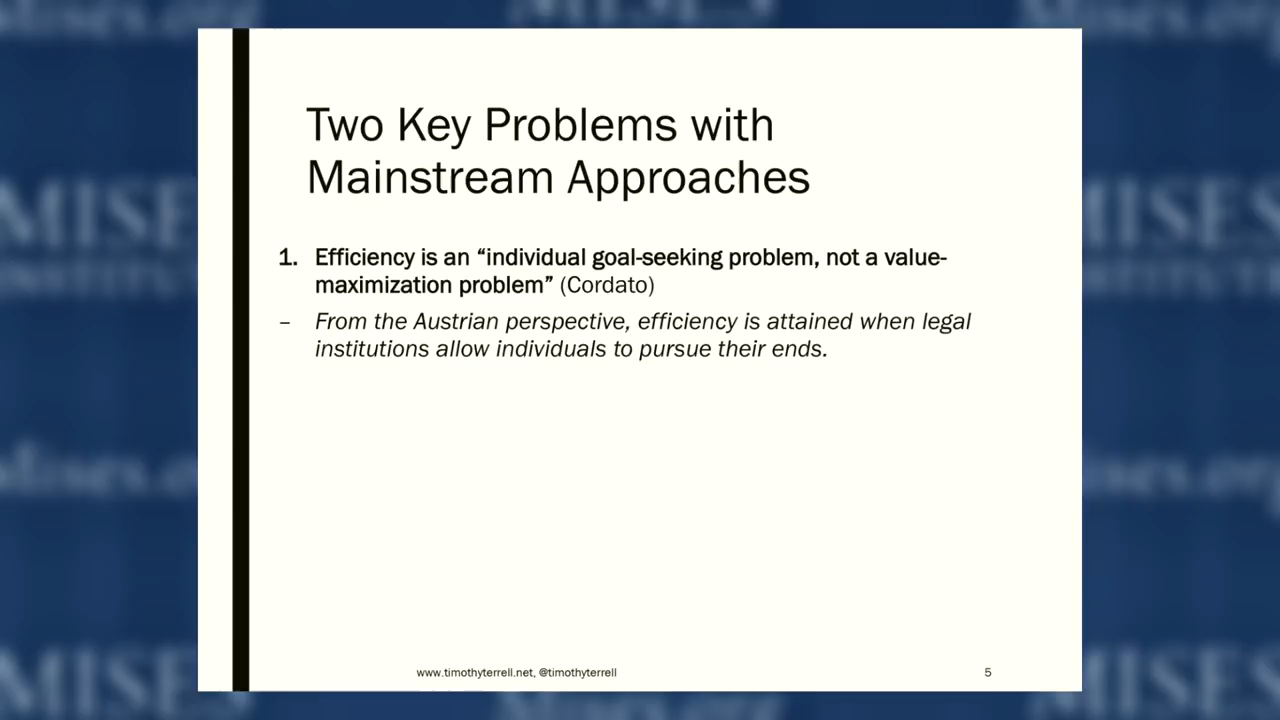 Two Key Problems with
Mainstream Approaches
1. Efficiency is an “individual goal-seeking problem, not a value-
maximization problem” (Cordato)
– From the Austrian perspective, efficiency is attained when legal
institutions allow individuals to pursue their ends.
www.timothyterrell.net, @timothyterrell
5